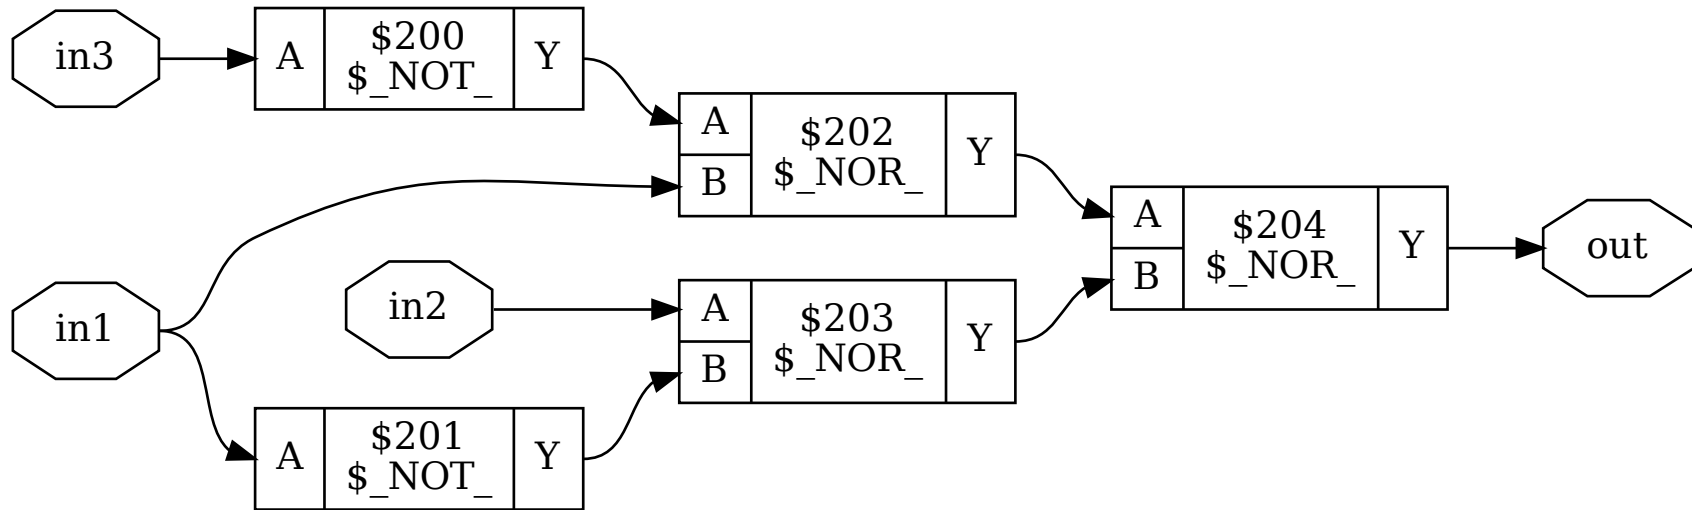 in3
A
$200
$_NOT_
Y
A
B
$202
$_NOR_
Y
in1
in2
A
B
$203
$_NOR_
Y
A
$201
$_NOT_
Y
A
B
$204
$_NOR_
Y
out